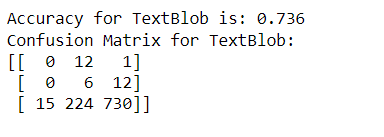 Accuracy for TextBlob is: 0.736
Confusion Matrix for TextBlob:
[[  0  12   1]
 [  0   6  12]
 [ 15 224 730]]